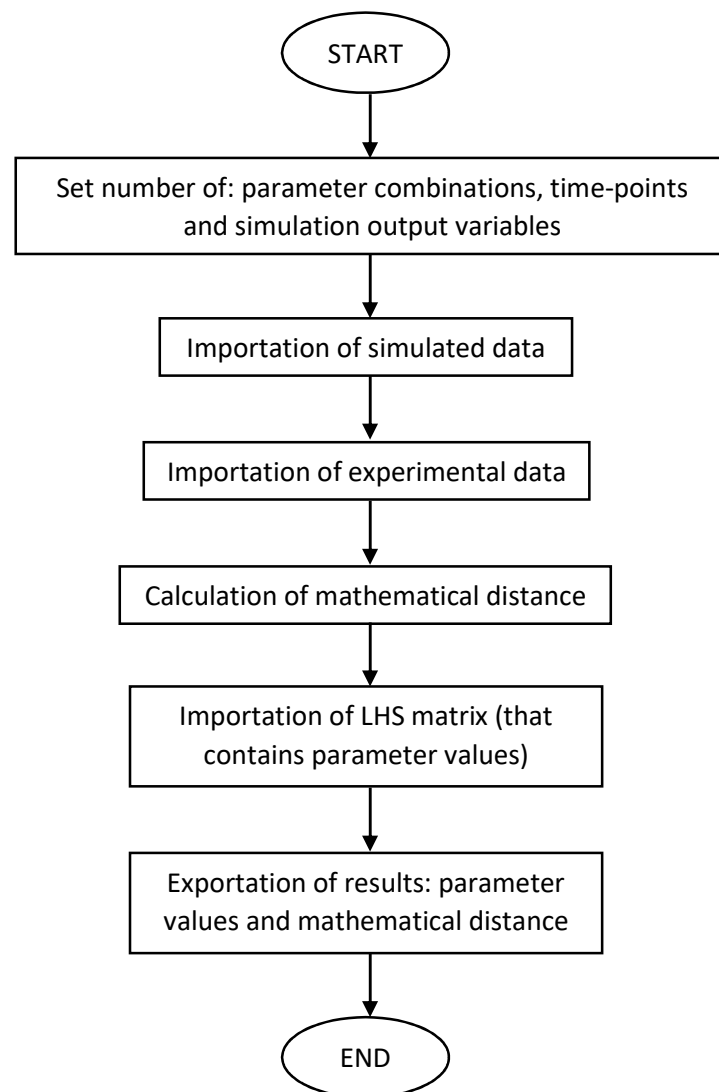 START
Set number of: parameter combinations, time-points
and simulation output variables
Importation of simulated data
Importation of experimental data
Calculation of mathematical distance
Importation of LHS matrix (that
contains parameter values)
Exportation of results: parameter
values and mathematical distance
END